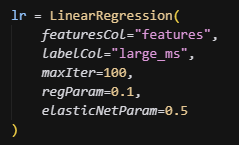 lr = LinearRegression(
    featuresCol="features",
    labelCol="large_ms",
    maxIter=100,
    regParam=0.1,
    elasticNetParam=0.5
)